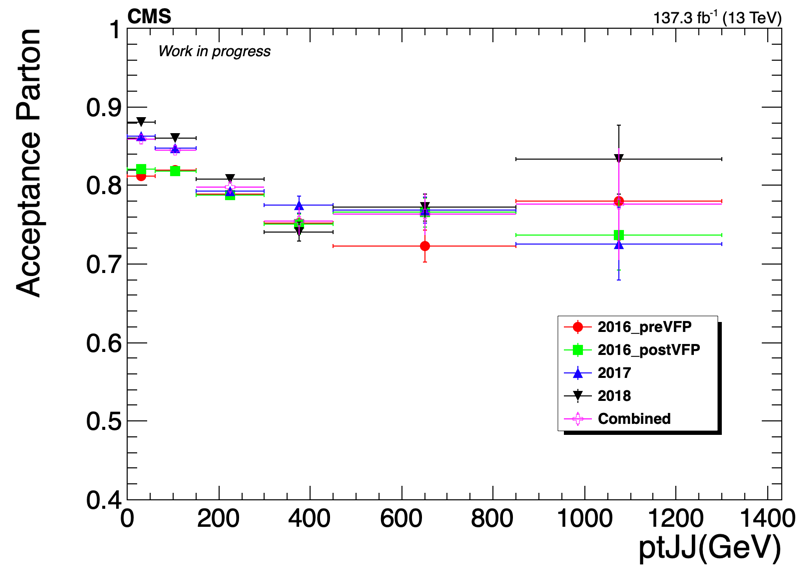 CMS
137.3 fb⁻¹ (13 TeV)
Work in progress
Acceptance Parton
1
0.9
0.8
0.7
0.6
0.5
0.4
2016_preVFP
2016_postVFP
2017
2018
Combined
0 200 400 600 800 1000 1200 1400
ptJJ(GeV)